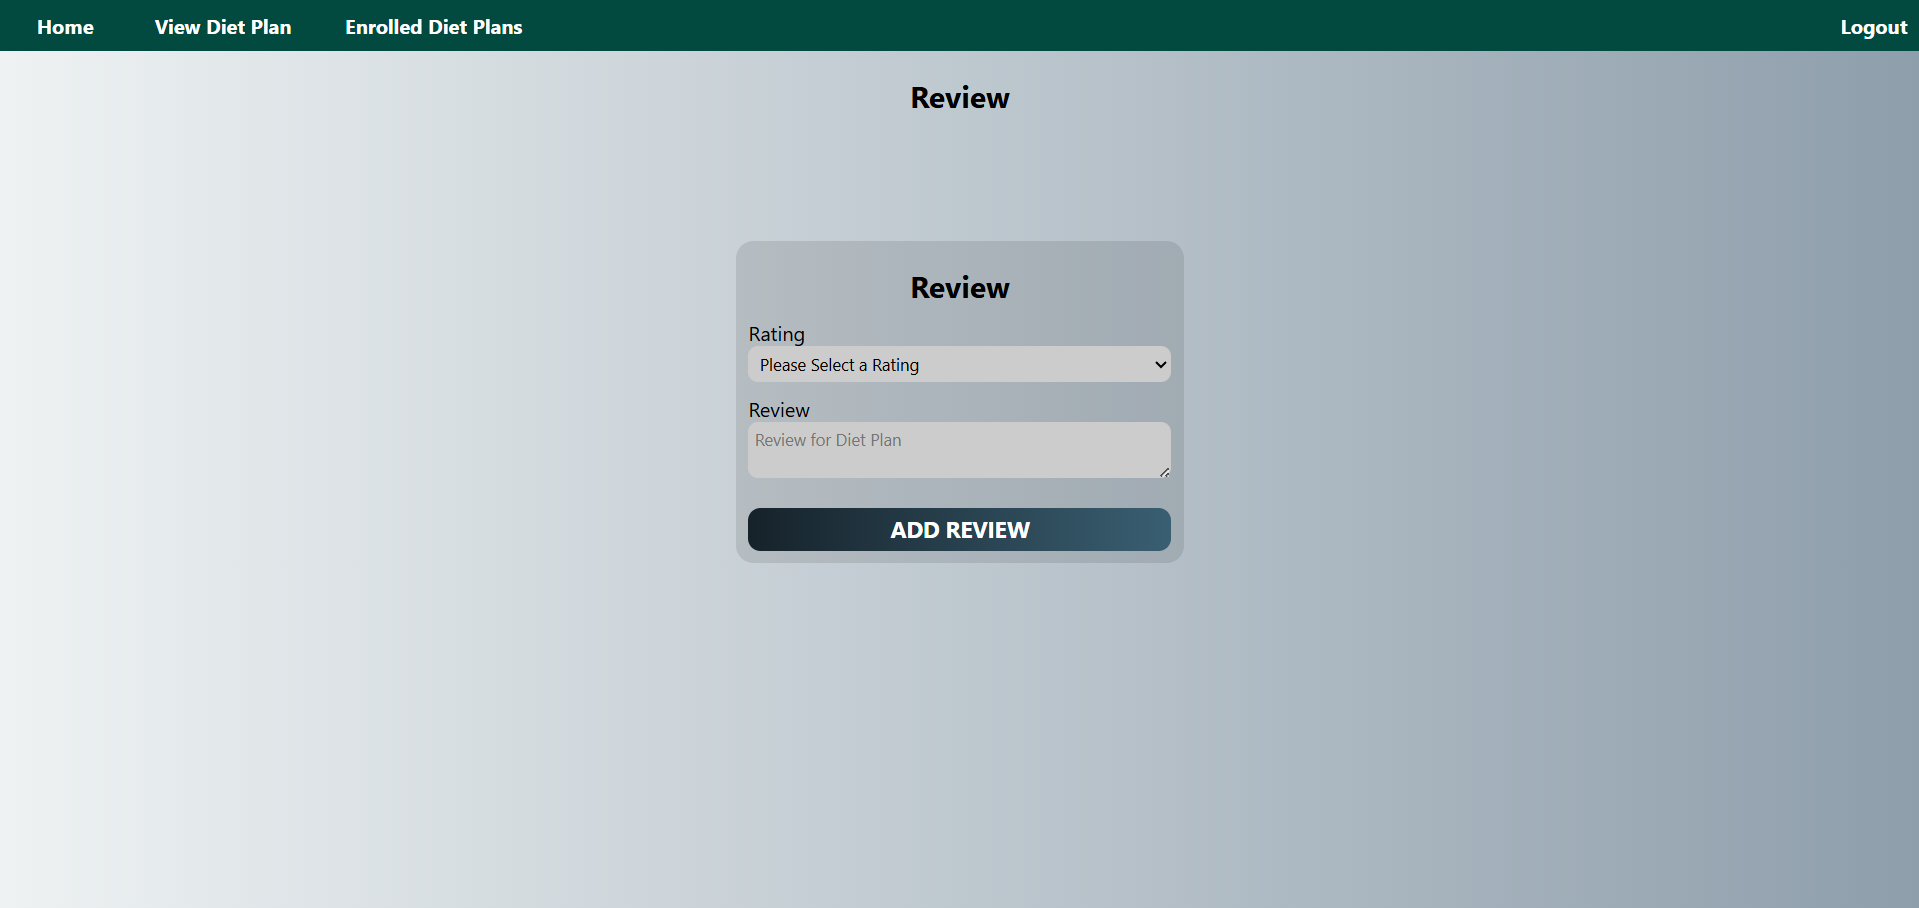 Home View Diet Plan Enrolled Diet Plans Logout
Review
Review
Rating
Please Select a Rating
Review
Review for Diet Plan
ADD REVIEW